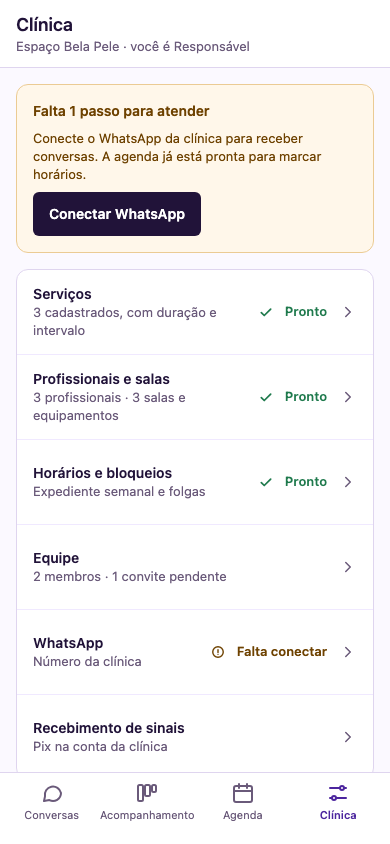 Clínica
Espaço Bela Pele · você é Responsável
Falta 1 passo para atender
Conecte o WhatsApp da clínica para receber
conversas. A agenda já está pronta para marcar
horários.
Conectar WhatsApp
Serviços
3 cadastrados, com duração e
intervalo
Pronto
Profissionais e salas
3 profissionais · 3 salas e
equipamentos
Pronto
Horários e bloqueios
Expediente semanal e folgas
Pronto
Equipe
2 membros · 1 convite pendente
WhatsApp
Número da clínica
Falta conectar
Recebimento de sinais
Pix na conta da clínica
Conversas
Acompanhamento
Agenda
Clínica